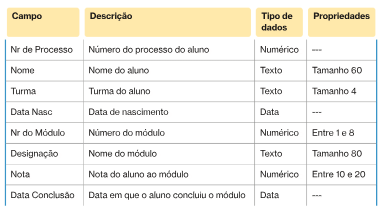 Campo Descrição Tipo de dados Propriedades
Nr de Processo Número do processo do aluno Numérico ---
Nome Nome do aluno Texto Tamanho 60
Turma Turma do aluno Texto Tamanho 4
Data Nasc Data de nascimento Data ---
Nr do Módulo Número do módulo Numérico Entre 1 e 8
Designação Nome do módulo Texto Tamanho 80
Nota Nota do aluno ao módulo Numérico Entre 10 e 20
Data Conclusão Data em que o aluno concluiu o módulo Data ---